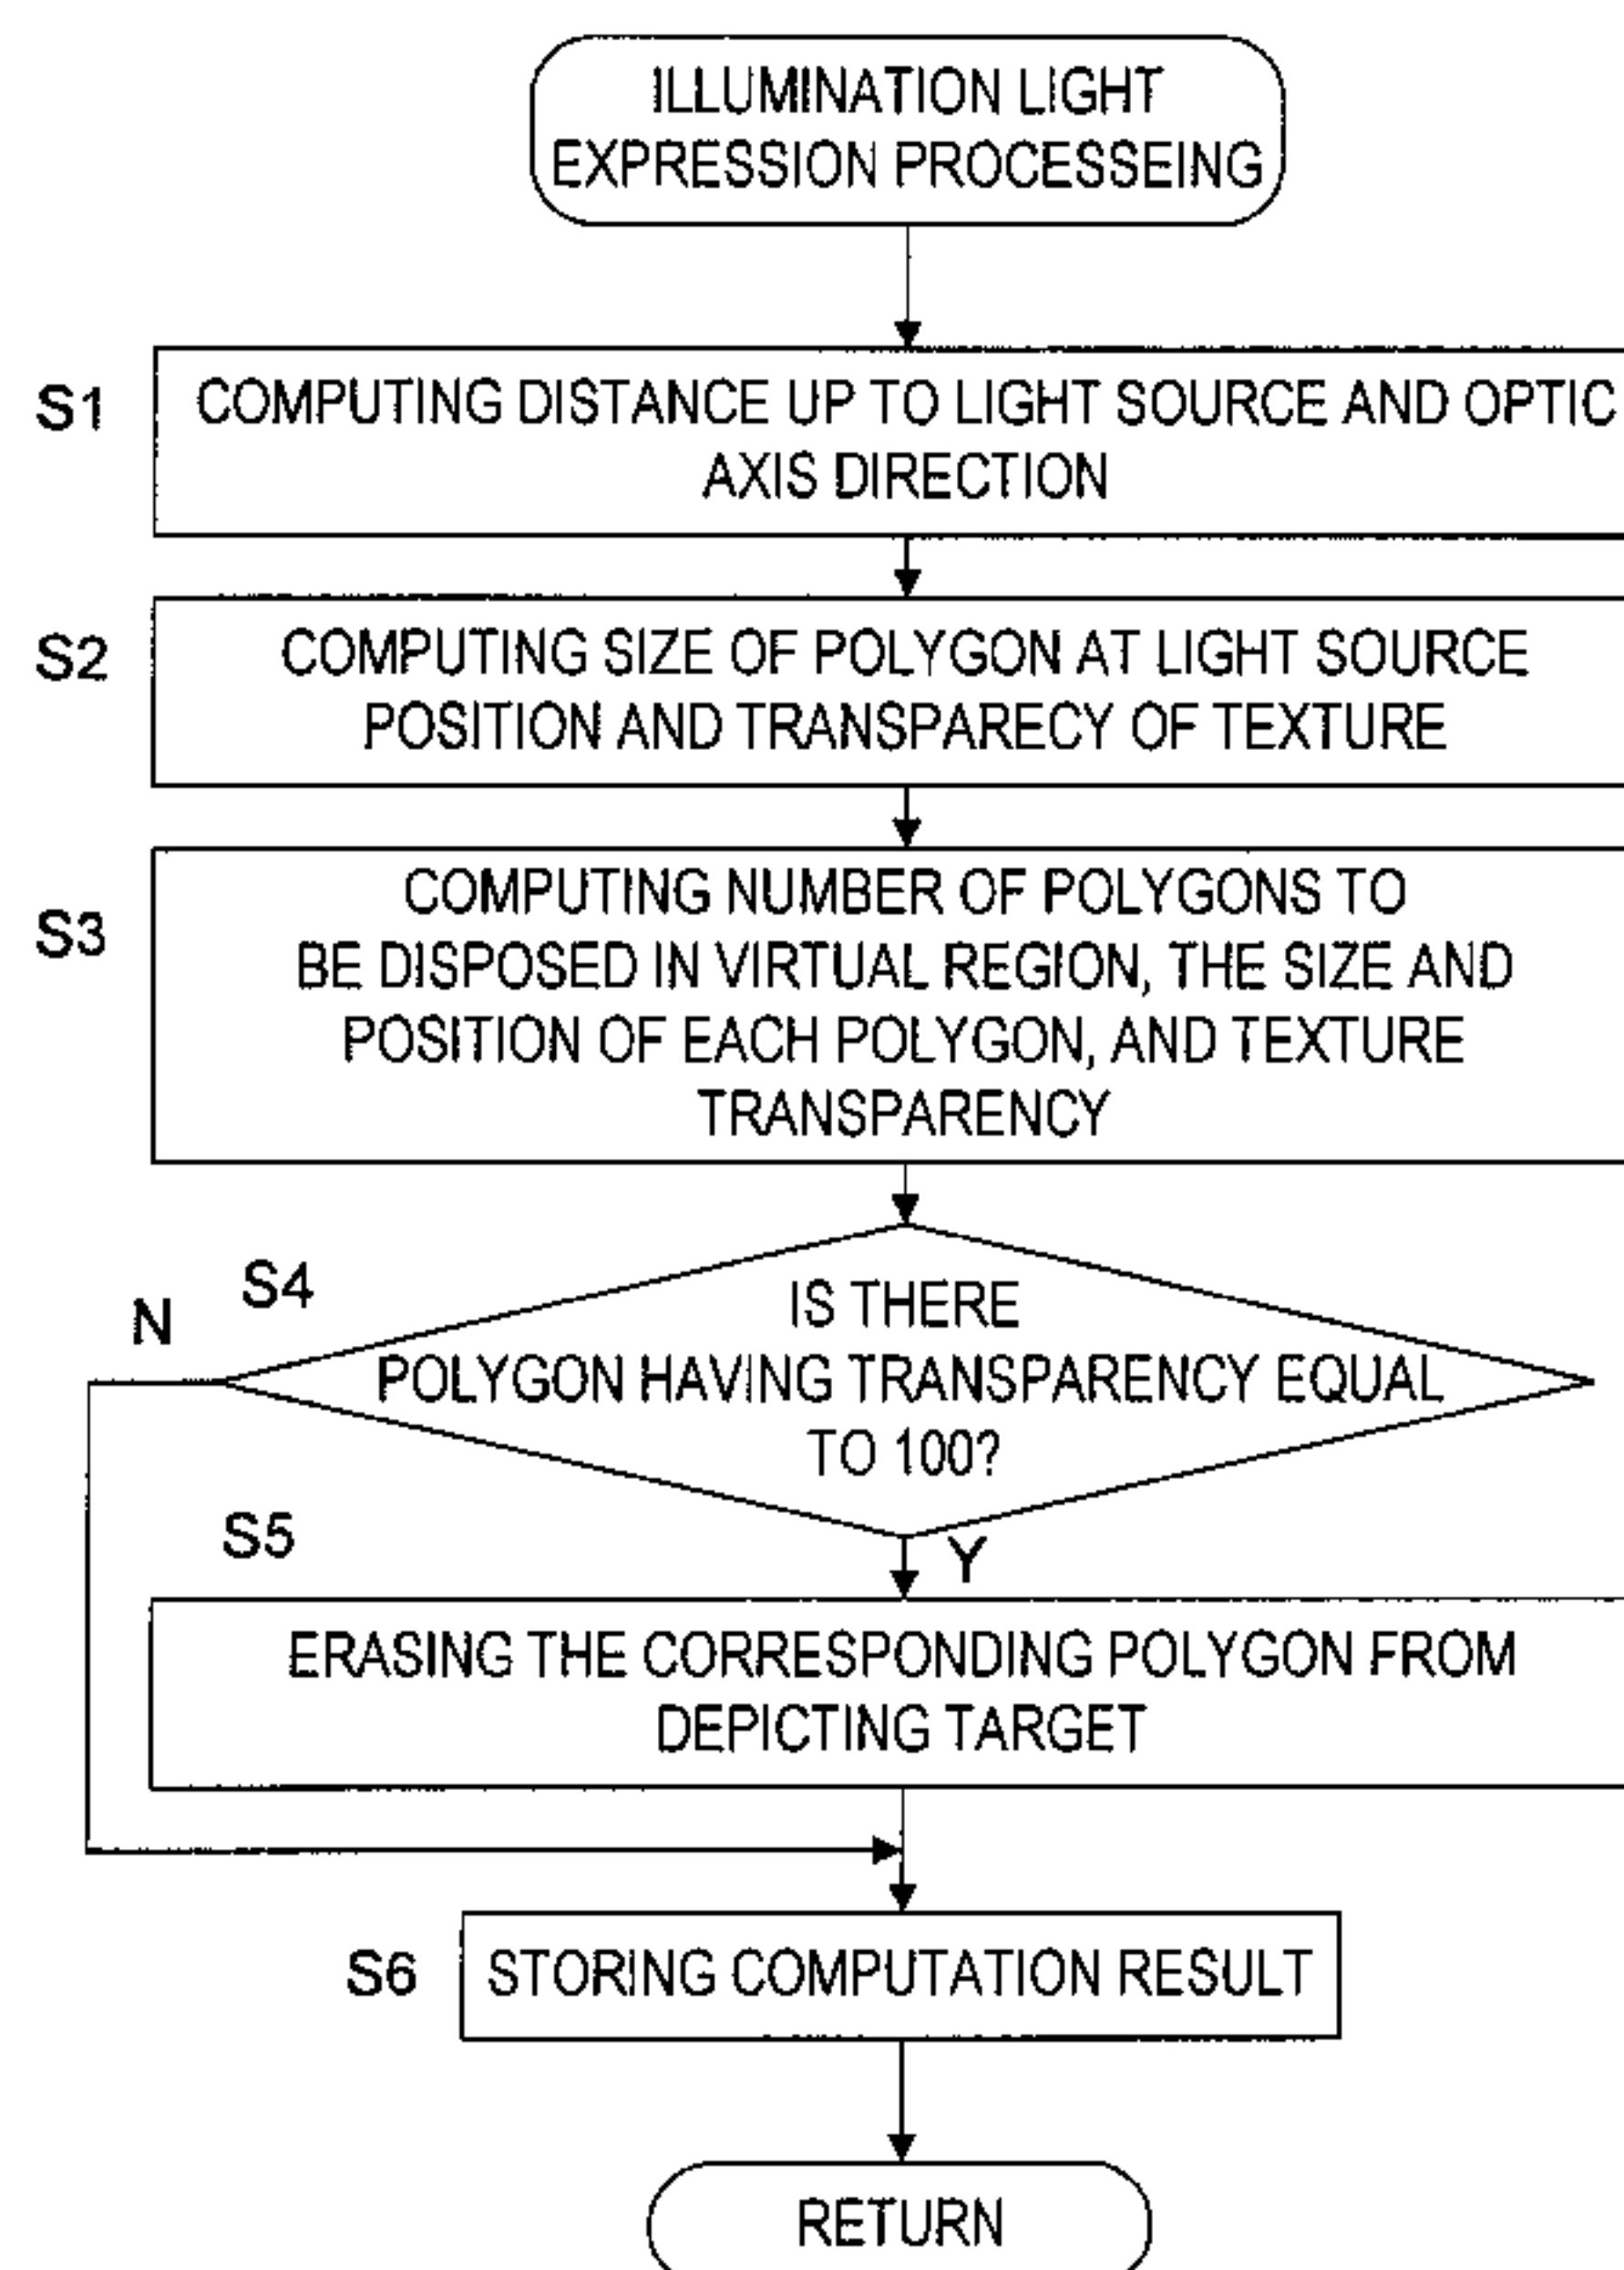 ILLUMINATION LIGHT
EXPRESSION PROCESSEING
S1
COMPUTING DISTANCE UP TO LIGHT SOURCE AND OPTIC
AXIS DIRECTION
S2
COMPUTING SIZE OF POLYGON AT LIGHT SOURCE
POSITION AND TRANSPARECY OF TEXTURE
S3
COMPUTING NUMBER OF POLYGONS TO
BE DISPOSED IN VIRTUAL REGION, THE SIZE AND
POSITION OF EACH POLYGON, AND TEXTURE
TRANSPARENCY
S4
N
IS THERE
POLYGON HAVING TRANSPARENCY EQUAL
TO 100?
Y
S5
ERASING THE CORRESPONDING POLYGON FROM
DEPICTING TARGET
S6
STORING COMPUTATION RESULT
RETURN